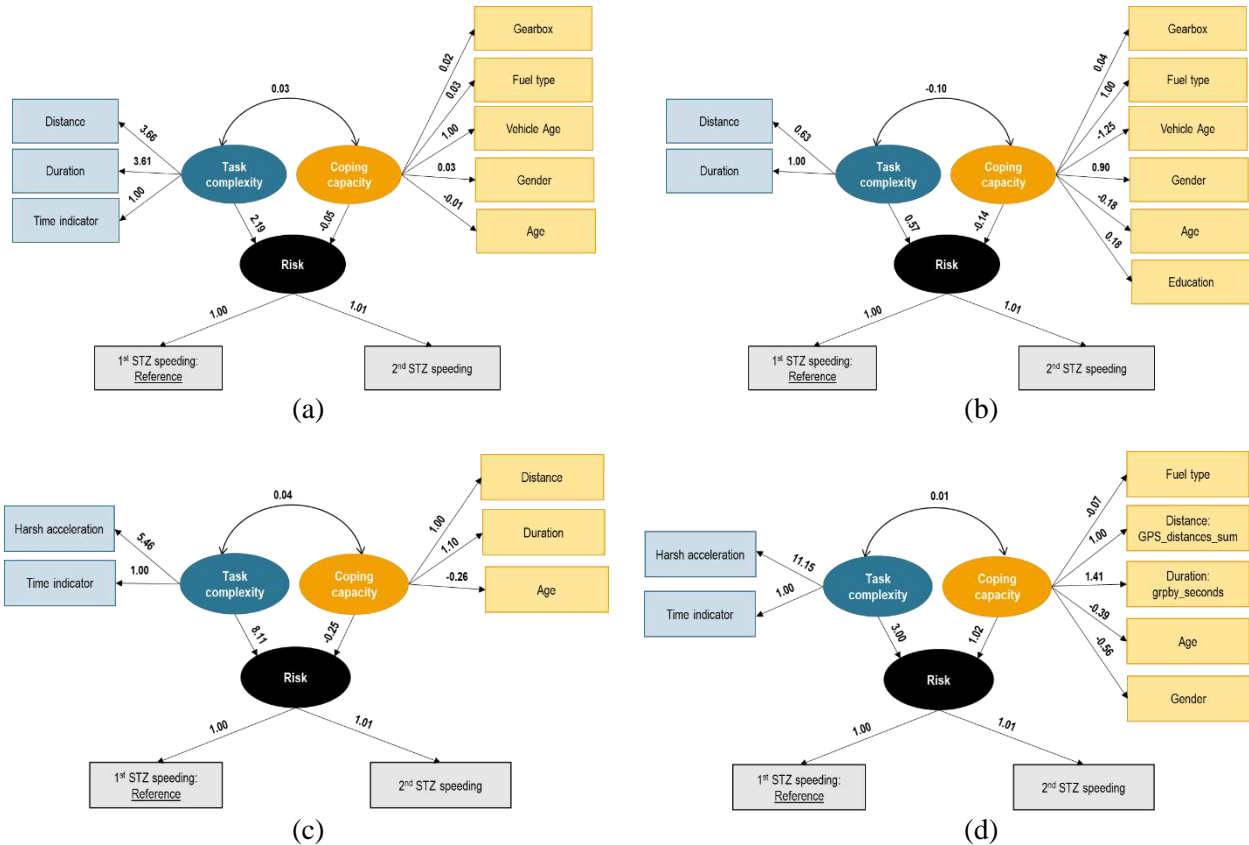 Gearbox
0.02
Fuel type
0.03
0.03
Distance
3.66
Vehicle Age
1.00
Duration
3.61
Task
complexity
Coping
capacity
0.03
Gender
1.00
Time indicator
-0.01
Age
2.19
-0.05
Risk
1.00
1.01
1st STZ speeding:
Reference
2nd STZ speeding
(a)
Gearbox
0.04
Fuel type
-0.10
1.00
Distance
0.63
Vehicle Age
-1.25
Duration
1.00
Task
complexity
Coping
capacity
0.90
Gender
-0.18
Age
0.18
Education
0.57
-0.14
Risk
1.00
1.01
1st STZ speeding:
Reference
2nd STZ speeding
(b)
Distance
0.04
1.00
Harsh acceleration
5.46
Duration
1.10
Time indicator
1.00
Task
complexity
Coping
capacity
-0.26
Age
8.11
-0.25
Risk
1.00
1.01
1st STZ speeding:
Reference
2nd STZ speeding
(c)
Fuel type
-0.07
0.01
Distance:
GPS_distances_sum
1.00
Harsh acceleration
11.15
Duration:
grpby_seconds
1.41
Time indicator
1.00
Task
complexity
Coping
capacity
-0.39
Age
-0.56
Gender
3.00
1.02
Risk
1.00
1.01
1st STZ speeding:
Reference
2nd STZ speeding
(d)